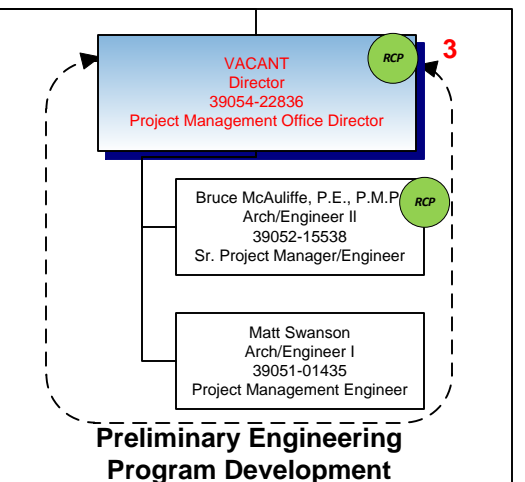 VACANT
Director
39054-22836
Project Management Office Director
RCP
3
Bruce McAuliffe, P.E., P.M.P
Arch/Engineer II
39052-15538
Sr. Project Manager/Engineer
RCP
Matt Swanson
Arch/Engineer I
39051-01435
Project Management Engineer
Preliminary Engineering
Program Development